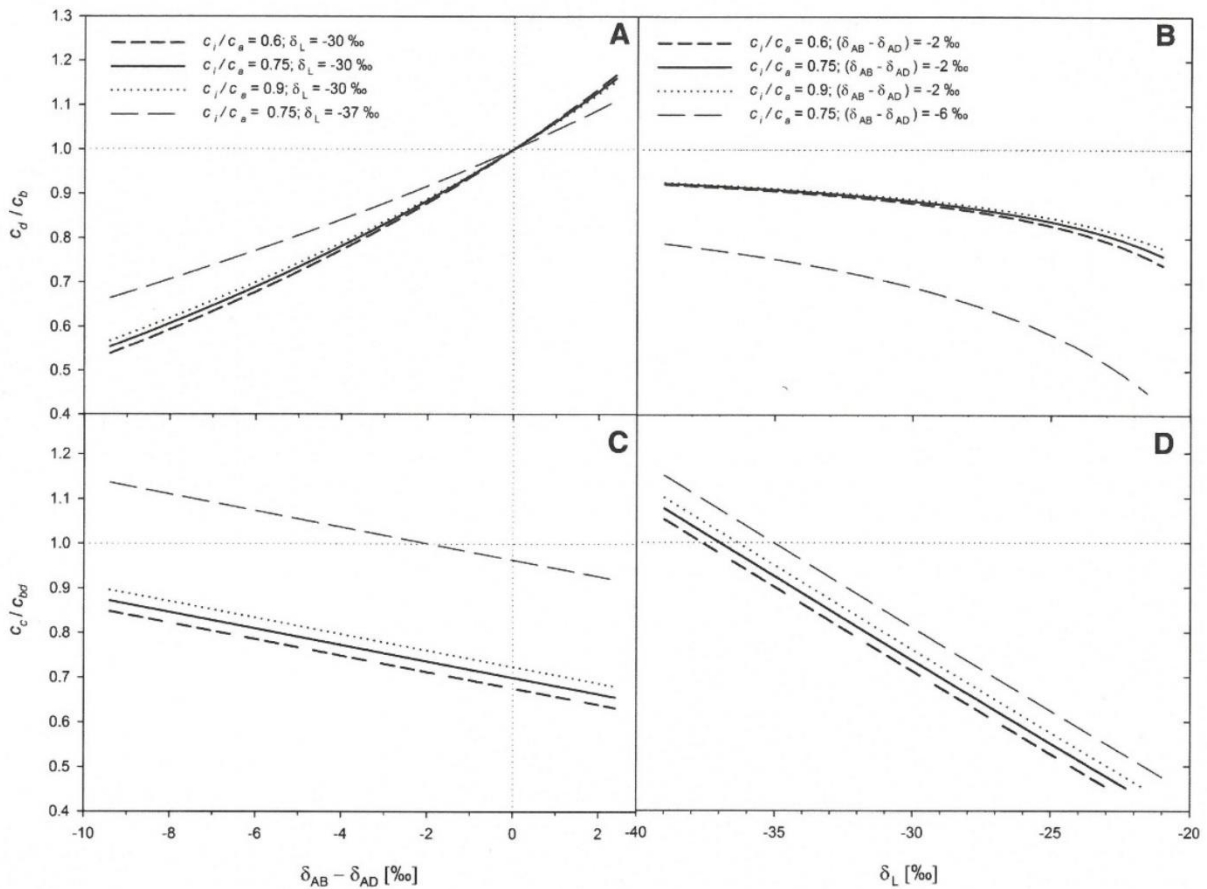 1.3
1.2
1.1
1.0
0.9
0.8
0.7
0.6
0.5
0.4
c_d / c_b
A
c_i / c_a = 0.6; δ_L = -30 ‰
c_i / c_a = 0.75; δ_L = -30 ‰
c_i / c_a = 0.9; δ_L = -30 ‰
c_i / c_a = 0.75; δ_L = -37 ‰
B
c_i / c_a = 0.6; (δ_AB - δ_AD) = -2 ‰
c_i / c_a = 0.75; (δ_AB - δ_AD) = -2 ‰
c_i / c_a = 0.9; (δ_AB - δ_AD) = -2 ‰
c_i / c_a = 0.75; (δ_AB - δ_AD) = -6 ‰
1.2
1.1
1.0
0.9
0.8
0.7
0.6
0.5
0.4
c_c / c_bd
C
D
-10 -8 -6 -4 -2 0 2 -40 -35 -30 -25 -20
δ_AB – δ_AD [‰] δ_L [‰]